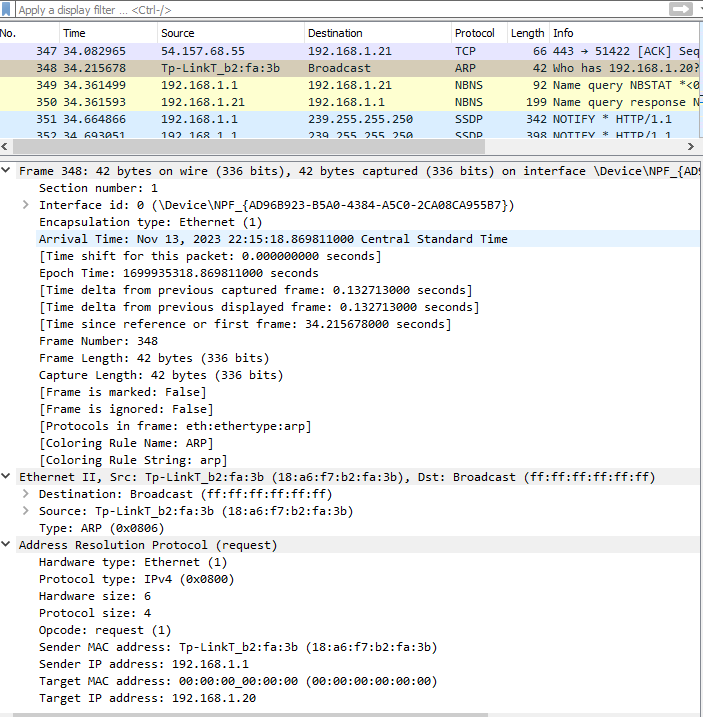 Apply a display filter ... <Ctrl-/>
No. Time Source Destination Protocol Length Info
347 34.082965 54.157.68.55 192.168.1.21 TCP 66 443 → 51422 [ACK] Seq
348 34.215678 Tp-LinkT_b2:fa:3b Broadcast ARP 42 Who has 192.168.1.20?
349 34.361499 192.168.1.1 192.168.1.21 NBNS 92 Name query NBSTAT *<0
350 34.361593 192.168.1.21 192.168.1.1 NBNS 199 Name query response N
351 34.664866 192.168.1.1 239.255.255.250 SSDP 342 NOTIFY * HTTP/1.1
352 34.693051 192.168.1.1 239.255.255.250 SSDP 398 NOTIFY * HTTP/1.1
Frame 348: 42 bytes on wire (336 bits), 42 bytes captured (336 bits) on interface \Device\NPF_{AD9
Section number: 1
Interface id: 0 (\Device\NPF_{AD96B923-B5A0-4384-A5C0-2CA08CA955B7})
Encapsulation type: Ethernet (1)
Arrival Time: Nov 13, 2023 22:15:18.869811000 Central Standard Time
[Time shift for this packet: 0.000000000 seconds]
Epoch Time: 1699935318.869811000 seconds
[Time delta from previous captured frame: 0.132713000 seconds]
[Time delta from previous displayed frame: 0.132713000 seconds]
[Time since reference or first frame: 34.215678000 seconds]
Frame Number: 348
Frame Length: 42 bytes (336 bits)
Capture Length: 42 bytes (336 bits)
[Frame is marked: False]
[Frame is ignored: False]
[Protocols in frame: eth:ethertype:arp]
[Coloring Rule Name: ARP]
[Coloring Rule String: arp]
Ethernet II, Src: Tp-LinkT_b2:fa:3b (18:a6:f7:b2:fa:3b), Dst: Broadcast (ff:ff:ff:ff:ff:ff)
Destination: Broadcast (ff:ff:ff:ff:ff:ff)
Source: Tp-LinkT_b2:fa:3b (18:a6:f7:b2:fa:3b)
Type: ARP (0x0806)
Address Resolution Protocol (request)
Hardware type: Ethernet (1)
Protocol type: IPv4 (0x0800)
Hardware size: 6
Protocol size: 4
Opcode: request (1)
Sender MAC address: Tp-LinkT_b2:fa:3b (18:a6:f7:b2:fa:3b)
Sender IP address: 192.168.1.1
Target MAC address: 00:00:00_00:00:00 (00:00:00:00:00:00)
Target IP address: 192.168.1.20